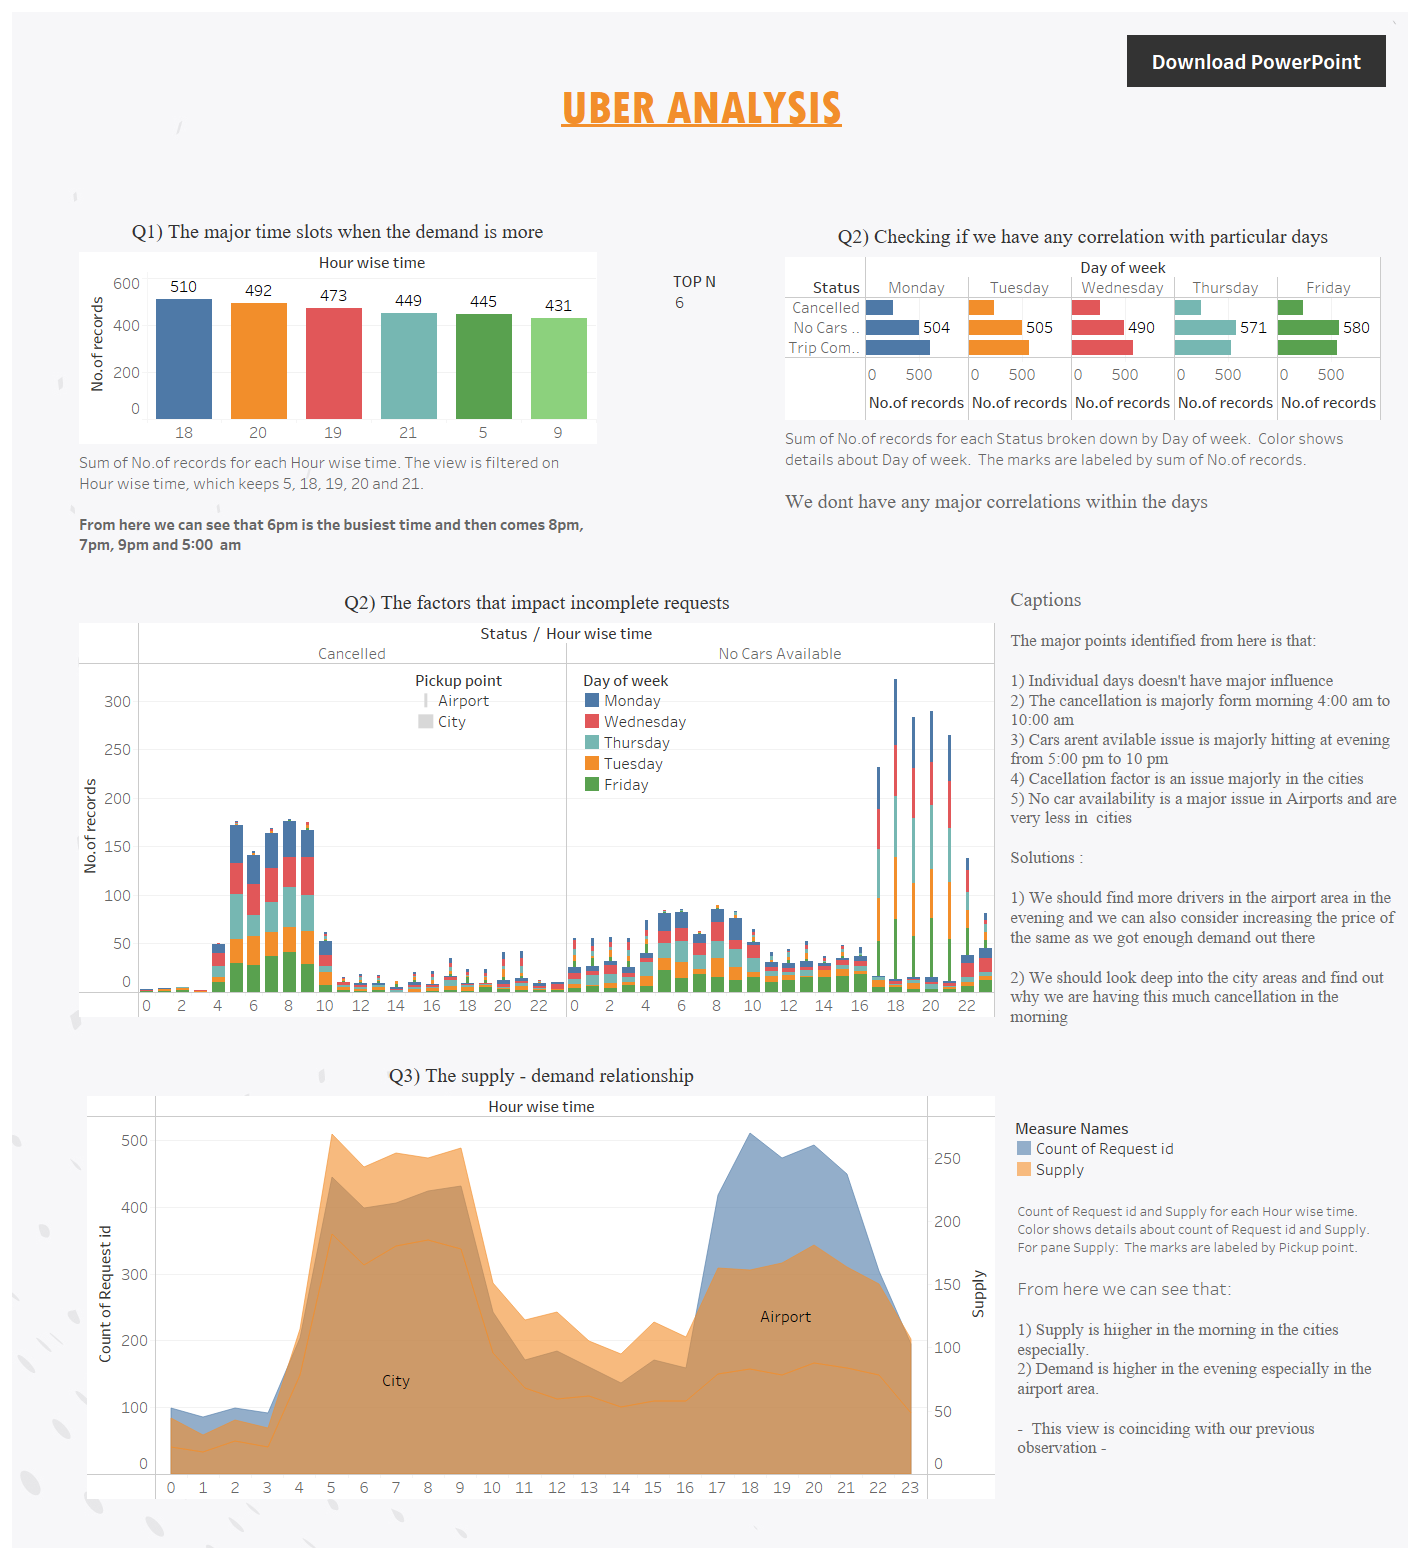 Download PowerPoint
UBER ANALYSIS
Q1) The major time slots when the demand is more
Hour wise time
No.of records
600
400
200
0
510
492
473
449
445
431
18
20
19
21
5
9
Sum of No.of records for each Hour wise time. The view is filtered on
Hour wise time, which keeps 5, 18, 19, 20 and 21.
From here we can see that 6pm is the busiest time and then comes 8pm,
7pm, 9pm and 5:00  am
TOP N
6
Q2) Checking if we have any correlation with particular days
Day of week
Status Monday Tuesday Wednesday Thursday Friday
Cancelled
No Cars .. 504 505 490 571 580
Trip Com..
0 500 0 500 0 500 0 500 0 500
No.of records No.of records No.of records No.of records No.of records
Sum of No.of records for each Status broken down by Day of week.  Color shows
details about Day of week.  The marks are labeled by sum of No.of records.
We dont have any major correlations within the days
Q2) The factors that impact incomplete requests
Status / Hour wise time
Cancelled
No Cars Available
Pickup point
Airport
City
Day of week
Monday
Wednesday
Thursday
Tuesday
Friday
No.of records
300
250
200
150
100
50
0
0 2 4 6 8 10 12 14 16 18 20 22 0 2 4 6 8 10 12 14 16 18 20 22
Captions
The major points identified from here is that:
1) Individual days doesn't have major influence
2) The cancellation is majorly form morning 4:00 am to
10:00 am
3) Cars arent avilable issue is majorly hitting at evening
from 5:00 pm to 10 pm
4) Cacellation factor is an issue majorly in the cities
5) No car availability is a major issue in Airports and are
very less in  cities
Solutions :
1) We should find more drivers in the airport area in the
evening and we can also consider increasing the price of
the same as we got enough demand out there
2) We should look deep into the city areas and find out
why we are having this much cancellation in the
morning
Q3) The supply - demand relationship
Hour wise time
Count of Request id
500
400
300
200
100
0
City
Airport
250
200
150
100
50
0
Supply
0 1 2 3 4 5 6 7 8 9 10 11 12 13 14 15 16 17 18 19 20 21 22 23
Measure Names
Count of Request id
Supply
Count of Request id and Supply for each Hour wise time.
Color shows details about count of Request id and Supply.
For pane Supply:  The marks are labeled by Pickup point.
From here we can see that:
1) Supply is hiigher in the morning in the cities
especially.
2) Demand is higher in the evening especially in the
airport area.
-  This view is coinciding with our previous
observation -